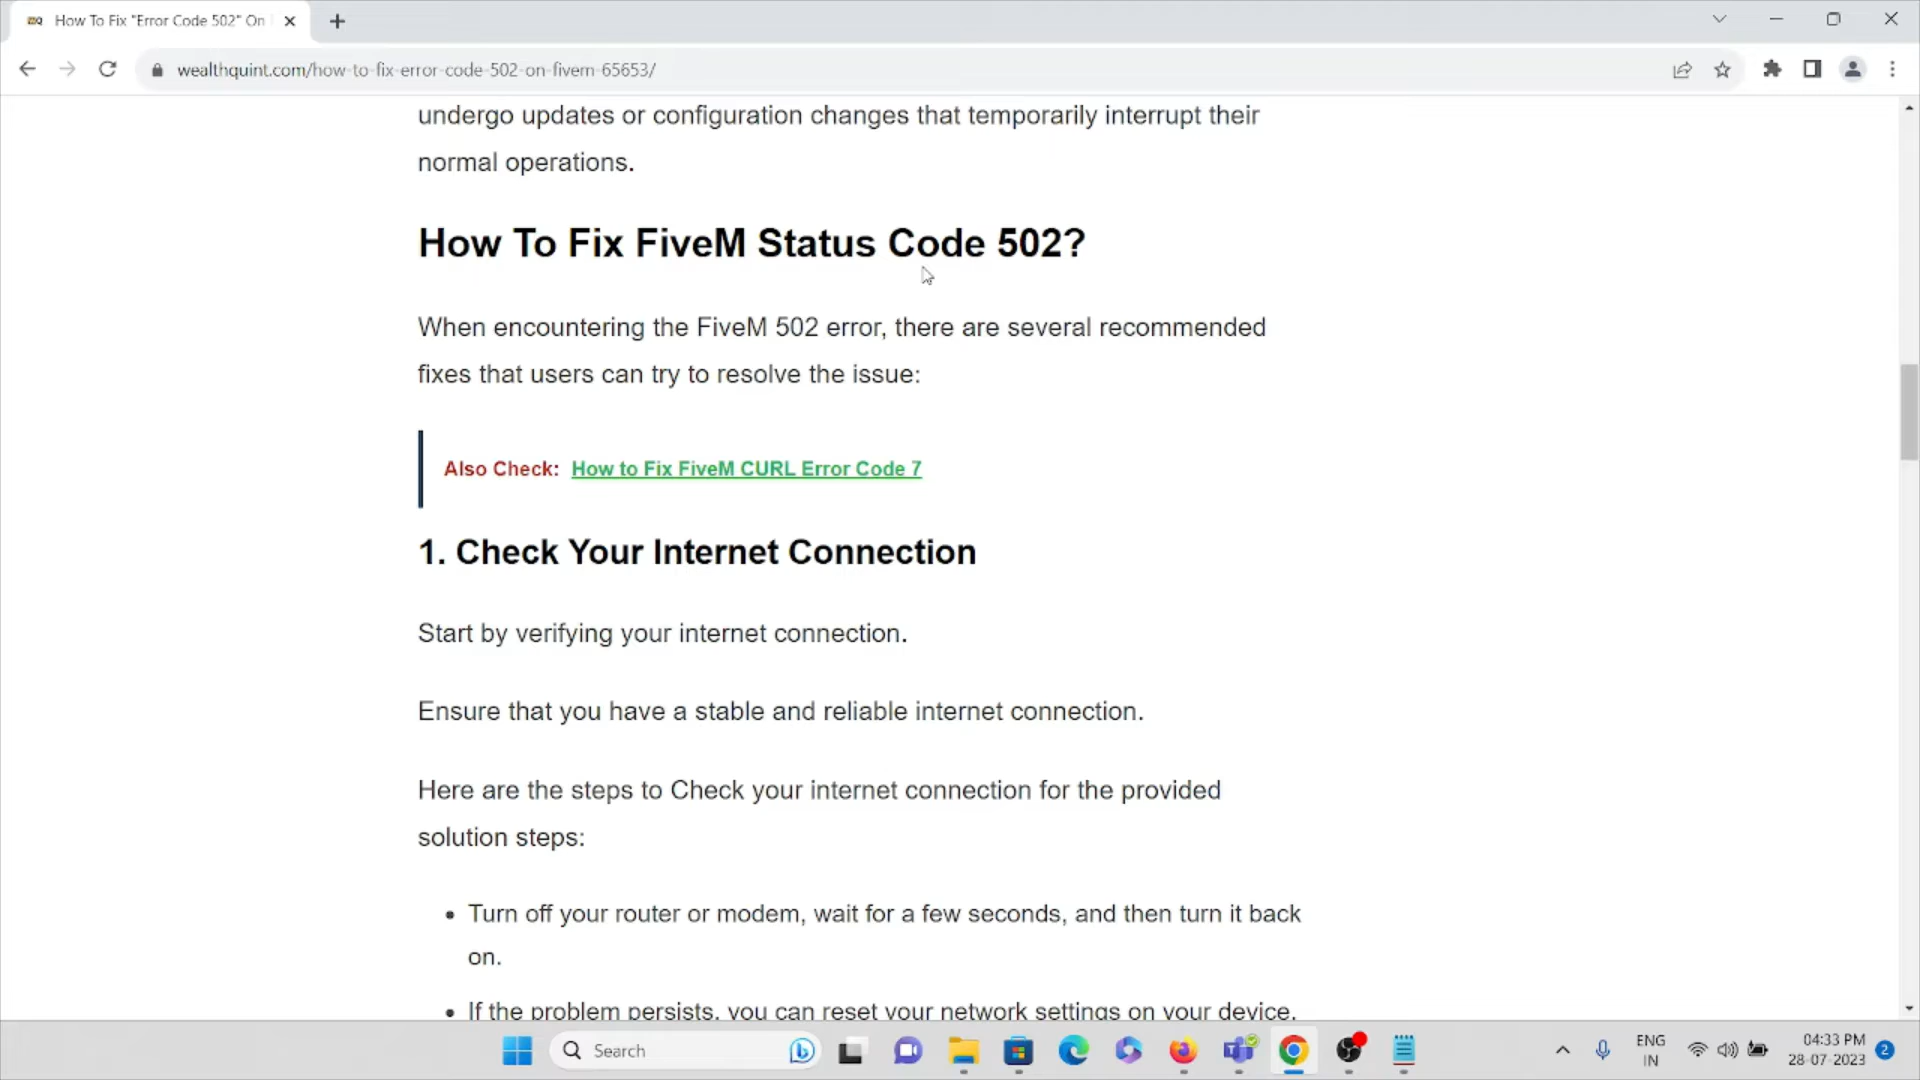 How To Fix "Error Code 502" On
wealthquint.com/how-to-fix-error-code-502-on-fivem-65653/
undergo updates or configuration changes that temporarily interrupt their
normal operations.
How To Fix FiveM Status Code 502?
When encountering the FiveM 502 error, there are several recommended
fixes that users can try to resolve the issue:
Also Check: How to Fix FiveM CURL Error Code 7
1. Check Your Internet Connection
Start by verifying your internet connection.
Ensure that you have a stable and reliable internet connection.
Here are the steps to Check your internet connection for the provided
solution steps:
• Turn off your router or modem, wait for a few seconds, and then turn it back
on.
• If the problem persists, you can reset your network settings on your device.
Search
ENG
IN
04:33 PM
28-07-2023
2